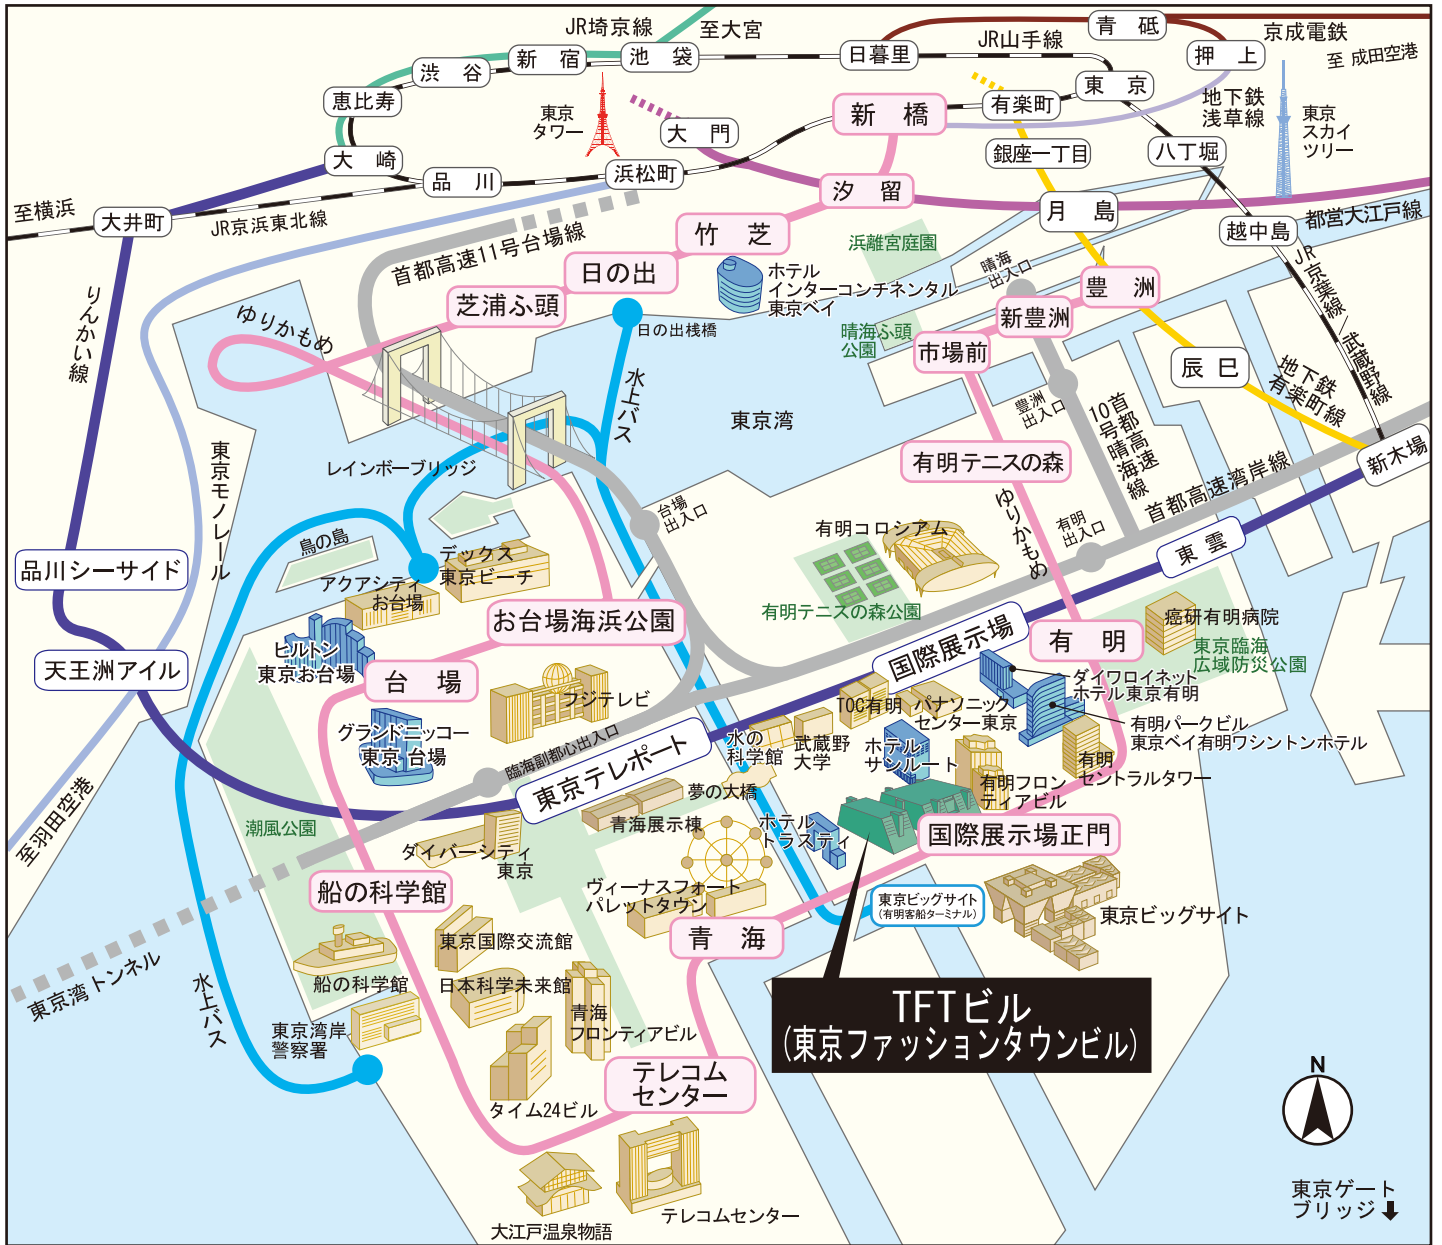 JR埼京線
至大宮
青砥
京成電鉄
至 成田空港
新宿
池袋
日暮里
JR山手線
押上
渋谷
恵比寿
東京
タワー
大門
新橋
有楽町
東京
地下鉄
浅草線
東京
スカイ
ツリー
大崎
品川
浜松町
銀座一丁目
八丁堀
汐留
月島
都営大江戸線
至横浜
大井町
JR京浜東北線
首都高速11号台場線
竹芝
浜離宮庭園
越中島
JR京葉線/武蔵野線
日の出
ホテル
インターコンチネンタル
東京ベイ
晴海
出入口
豊洲
芝浦ふ頭
新豊洲
りんかい線
ゆりかもめ
日の出桟橋
晴海ふ頭
公園
市場前
辰巳
地下鉄
有楽町線
水上バス
東京湾
豊洲
出入口
10号晴海線
首都高速
新木場
東京モノレール
レインボーブリッジ
有明テニスの森
首都高速湾岸線
台場
出入口
ゆりかもめ
有明
出入口
東雲
鳥の島
デックス
東京ビーチ
有明コロシアム
品川シーサイド
アクアシティ
お台場
有明テニスの森公園
お台場海浜公園
国際展示場
有明
癌研有明病院
東京臨海
広域防災公園
ヒルトン
東京お台場
天王洲アイル
台場
フジテレビ
ダイワロイネット
ホテル東京有明
TOC有明
パナソニック
センター東京
有明パークビル
東京ベイ有明ワシントンホテル
グランドニッコー
東京 台場
臨海副都心出入口
東京テレポート
水の
科学館
武蔵野
大学
ホテル
サンルート
有明
セントラルタワー
有明フロン
ティアビル
至羽田空港
潮風公園
夢の大橋
青海展示棟
ホテル
トラスティ
国際展示場正門
ダイバーシティ
東京
船の科学館
ヴィーナスフォート
パレットタウン
東京ビッグサイト
(有明客船ターミナル)
東京ビッグサイト
青海
東京国際交流館
東京湾トンネル
船の科学館
日本科学未来館
水上バス
東京湾岸
警察署
青海
フロンティアビル
TFTビル
(東京ファッションタウンビル)
テレコム
センター
タイム24ビル
N
大江戸温泉物語
テレコムセンター
東京ゲート
ブリッジ